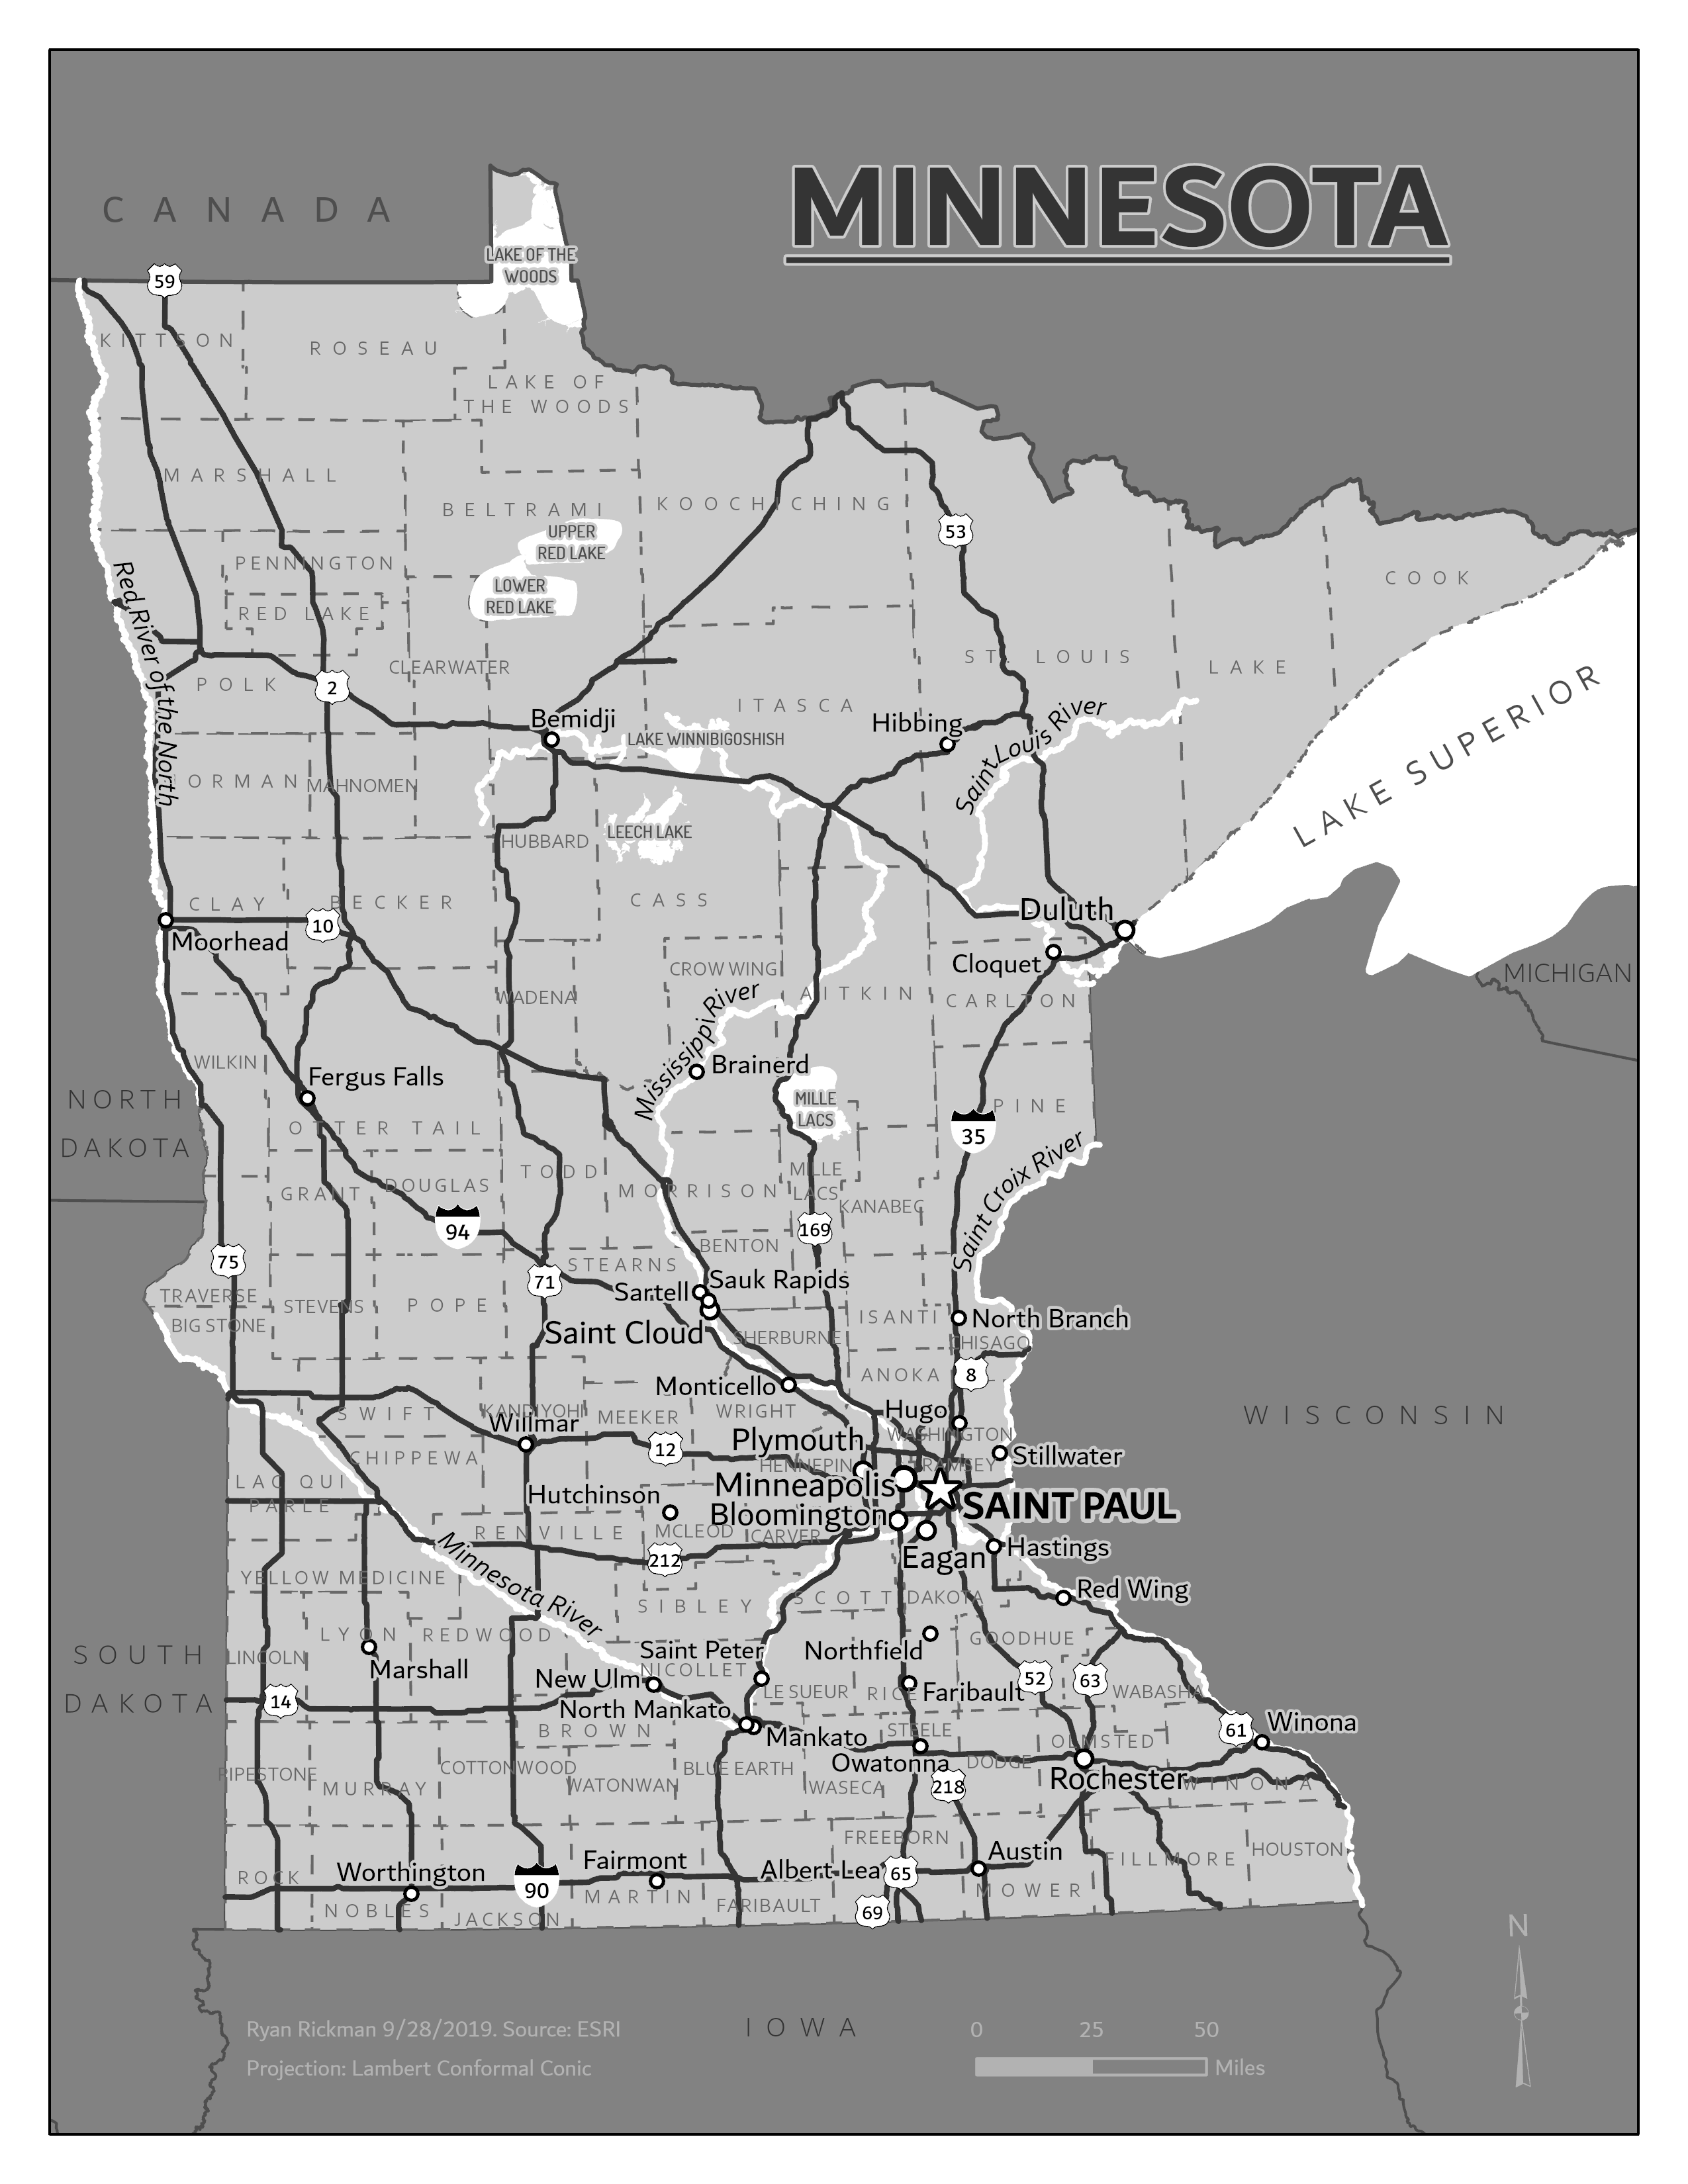 MINNESOTA
CANADA
LAKE OF THE
WOODS
59
KITTSON
ROSEAU
LAKE OF
THE WOODS
MARSHALL
BELTRAMI
KOOCHICHING
UPPER
RED LAKE
53
PENNINGTON
COOK
LOWER
RED LAKE
RED LAKE
Red River of the North
CLEARWATER
ST. LOUIS
LAKE
POLK
2
ITASCA
LAKE SUPERIOR
Bemidji
Hibbing
Saint Louis River
LAKE WINNIBIGOSHISH
NORMAN
MAHNOMEN
LEECH LAKE
HUBBARD
CLAY
BECKER
CASS
10
Duluth
Moorhead
Cloquet
CROW WING
MICHIGAN
WADENA
AITKIN
CARLTON
Mississippi River
WILKIN
Brainerd
Fergus Falls
NORTH
DAKOTA
MILLE
LACS
PINE
OTTER TAIL
35
Saint Croix River
TODD
MILLE
LACS
DOUGLAS
GRANT
MORRISON
KANABEC
94
169
BENTON
75
STEARNS
71
Sauk Rapids
Sartell
TRAVERSE
STEVENS
POPE
BIG STONE
ISANTI
North Branch
Saint Cloud
SHERBURNE
CHISAGO
ANOKA
8
Monticello
SWIFT
KANDIYOHI
MEEKER
WRIGHT
Hugo
WISCONSIN
Willmar
WASHINGTON
Plymouth
12
CHIPPEWA
HENNEPIN
RAMSEY
Stillwater
LAC QUI
PARLE
Minneapolis
Hutchinson
SAINT PAUL
Bloomington
RENVILLE
MCLEOD
CARVER
Minnesota River
212
Eagan
Hastings
YELLOW MEDICINE
Red Wing
SIBLEY
SCOTT
DAKOTA
LYON
REDWOOD
GOODHUE
SOUTH
DAKOTA
LINCOLN
Saint Peter
Northfield
Marshall
NICOLLET
New Ulm
52
63
14
LE SUEUR
RICE
Faribault
WABASHA
North Mankato
BROWN
Mankato
STEELE
61
Winona
OLMSTED
Owatonna
DODGE
PIPESTONE
MURRAY
COTTONWOOD
WATONWAN
BLUE EARTH
WASECA
218
Rochester
WINONA
FREEBORN
HOUSTON
Austin
FILLMORE
ROCK
Worthington
Fairmont
Albert Lea
65
90
NOBLES
JACKSON
MARTIN
FARIBAULT
69
MOWER
N
IOWA
Ryan Rickman 9/28/2019. Source: ESRI
Projection: Lambert Conformal Conic
0 25 50
Miles